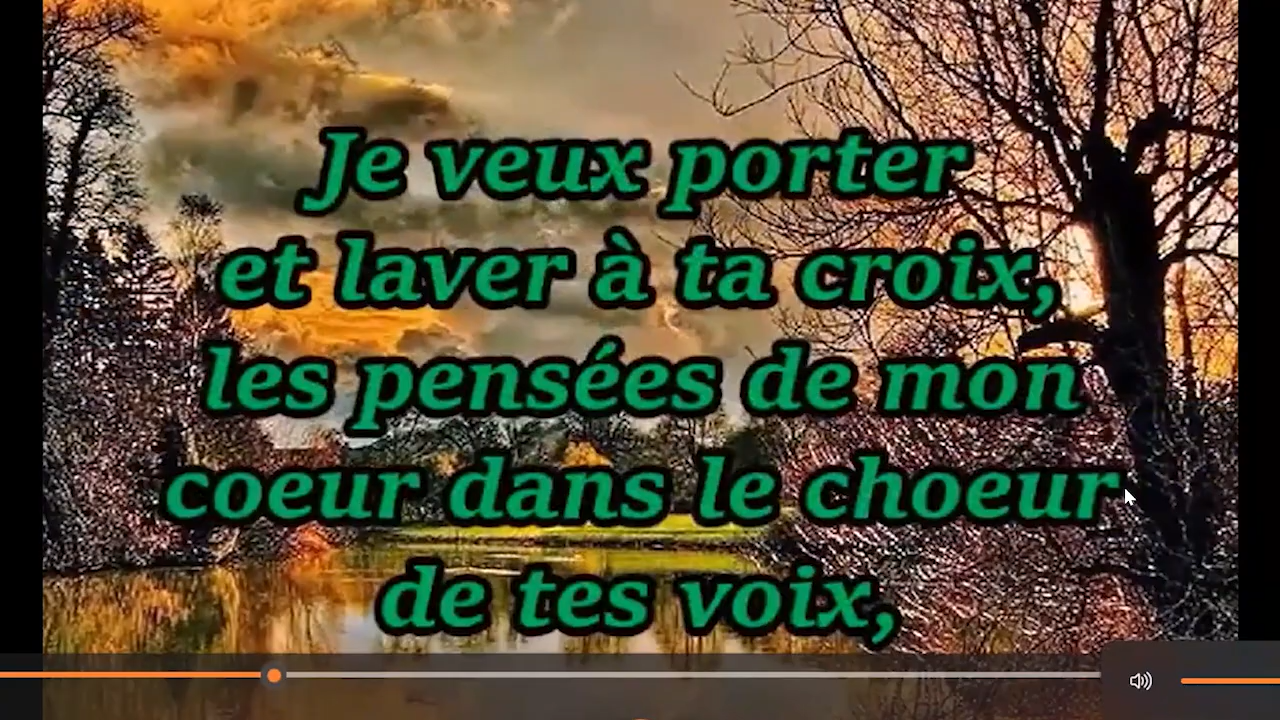 Je veux porter
et laver à ta croix,
les pensées de mon
coeur dans le choeur
de tes voix,